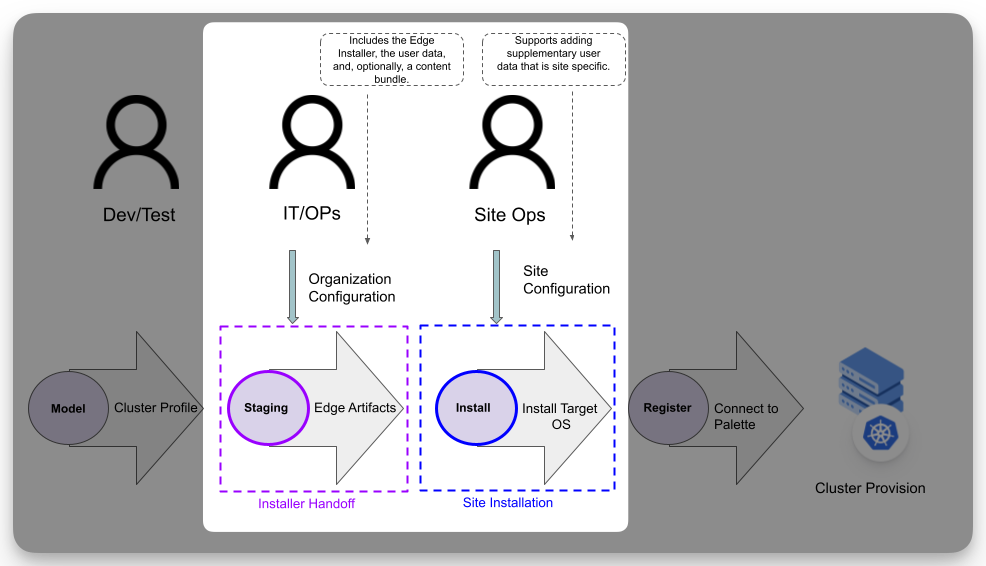 Includes the Edge
Installer, the user data,
and, optionally, a content
bundle.
Supports adding
supplementary user
data that is site specific.
Dev/Test
IT/OPs
Site Ops
Organization
Configuration
Site
Configuration
Model
Cluster Profile
Staging
Edge Artifacts
Install
Install Target
OS
Register
Connect to
Palette
Installer Handoff
Site Installation
Cluster Provision